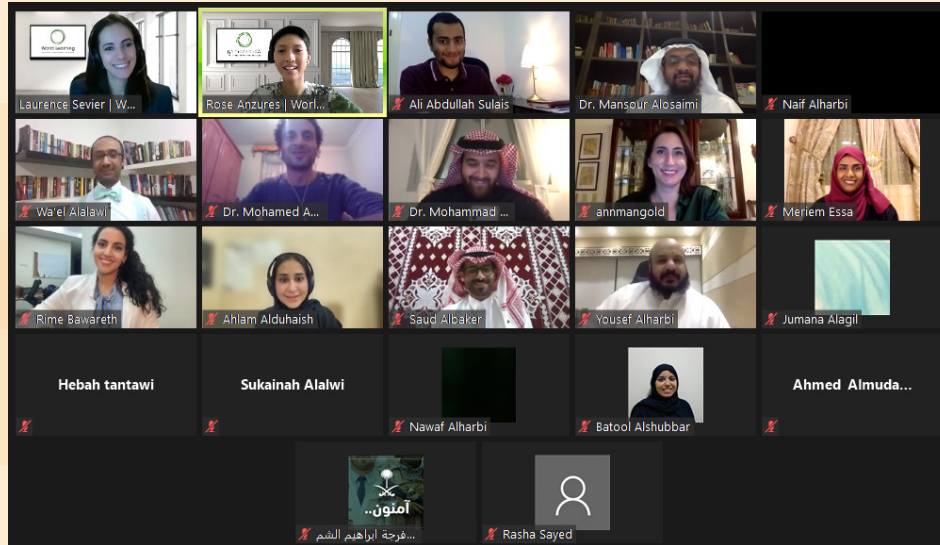 World Learning
Laurence Sevier | W...
Rose Anzures | Worl...
Ali Abdullah Sulais
Dr. Mansour Alosaimi
Naif Alharbi
Wa'el Alalawi
Dr. Mohamed A...
Dr. Mohammad ...
annmangold
Meriem Essa
Rime Bawareth
Ahlam Alduhaish
Saud Albaker
Yousef Alharbi
Jumana Alagil
Hebah tantawi
Sukainah Alalwi
Nawaf Alharbi
Batool Alshubbar
Ahmed Almuda...
آمنون..
فرجة ابراهيم الشم...
Rasha Sayed